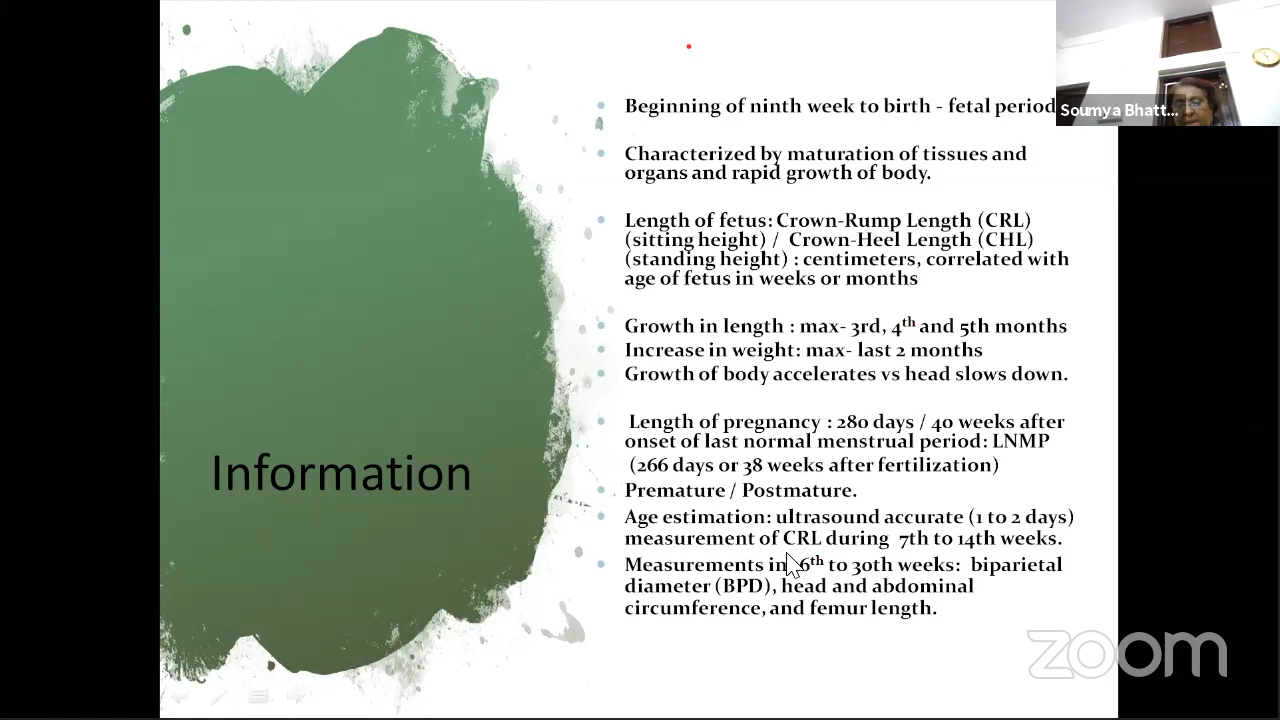 Soumya Bhatt...
Beginning of ninth week to birth - fetal period
Characterized by maturation of tissues and
organs and rapid growth of body.
Length of fetus: Crown-Rump Length (CRL)
(sitting height) / Crown-Heel Length (CHL)
(standing height) : centimeters, correlated with
age of fetus in weeks or months
Growth in length : max- 3rd, 4th and 5th months
Increase in weight: max- last 2 months
Growth of body accelerates vs head slows down.
Length of pregnancy : 280 days / 40 weeks after
onset of last normal menstrual period: LNMP
(266 days or 38 weeks after fertilization)
Premature / Postmature.
Age estimation: ultrasound accurate (1 to 2 days)
measurement of CRL during 7th to 14th weeks.
Measurements in to 30th weeks: biparietal
diameter (BPD), head and abdominal
circumference, and femur length.
Information
zoom